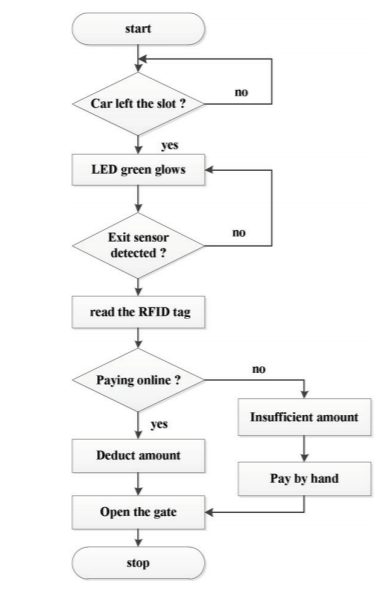 start
Car left the slot ?
no
yes
LED green glows
Exit sensor
detected ?
no
read the RFID tag
Paying online ?
no
yes
Insufficient amount
Deduct amount
Pay by hand
Open the gate
stop